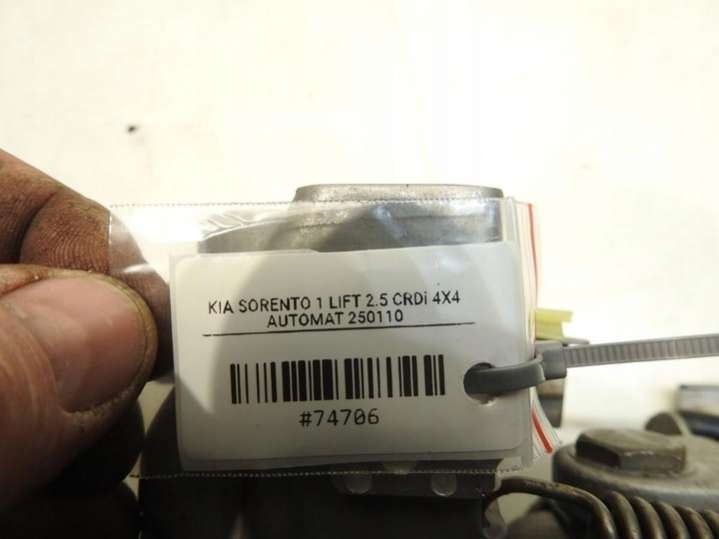 KIA SORENTO 1 LIFT 2.5 CRDi 4X4
AUTOMAT 250110
#74706